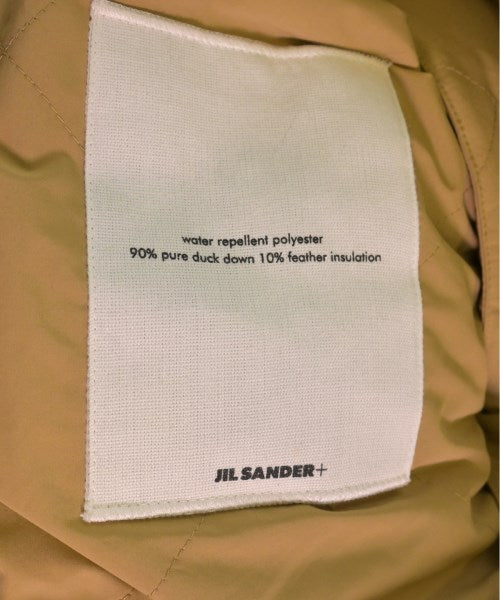 water repellent polyester
90% pure duck down 10% feather insulation
JIL SANDER+